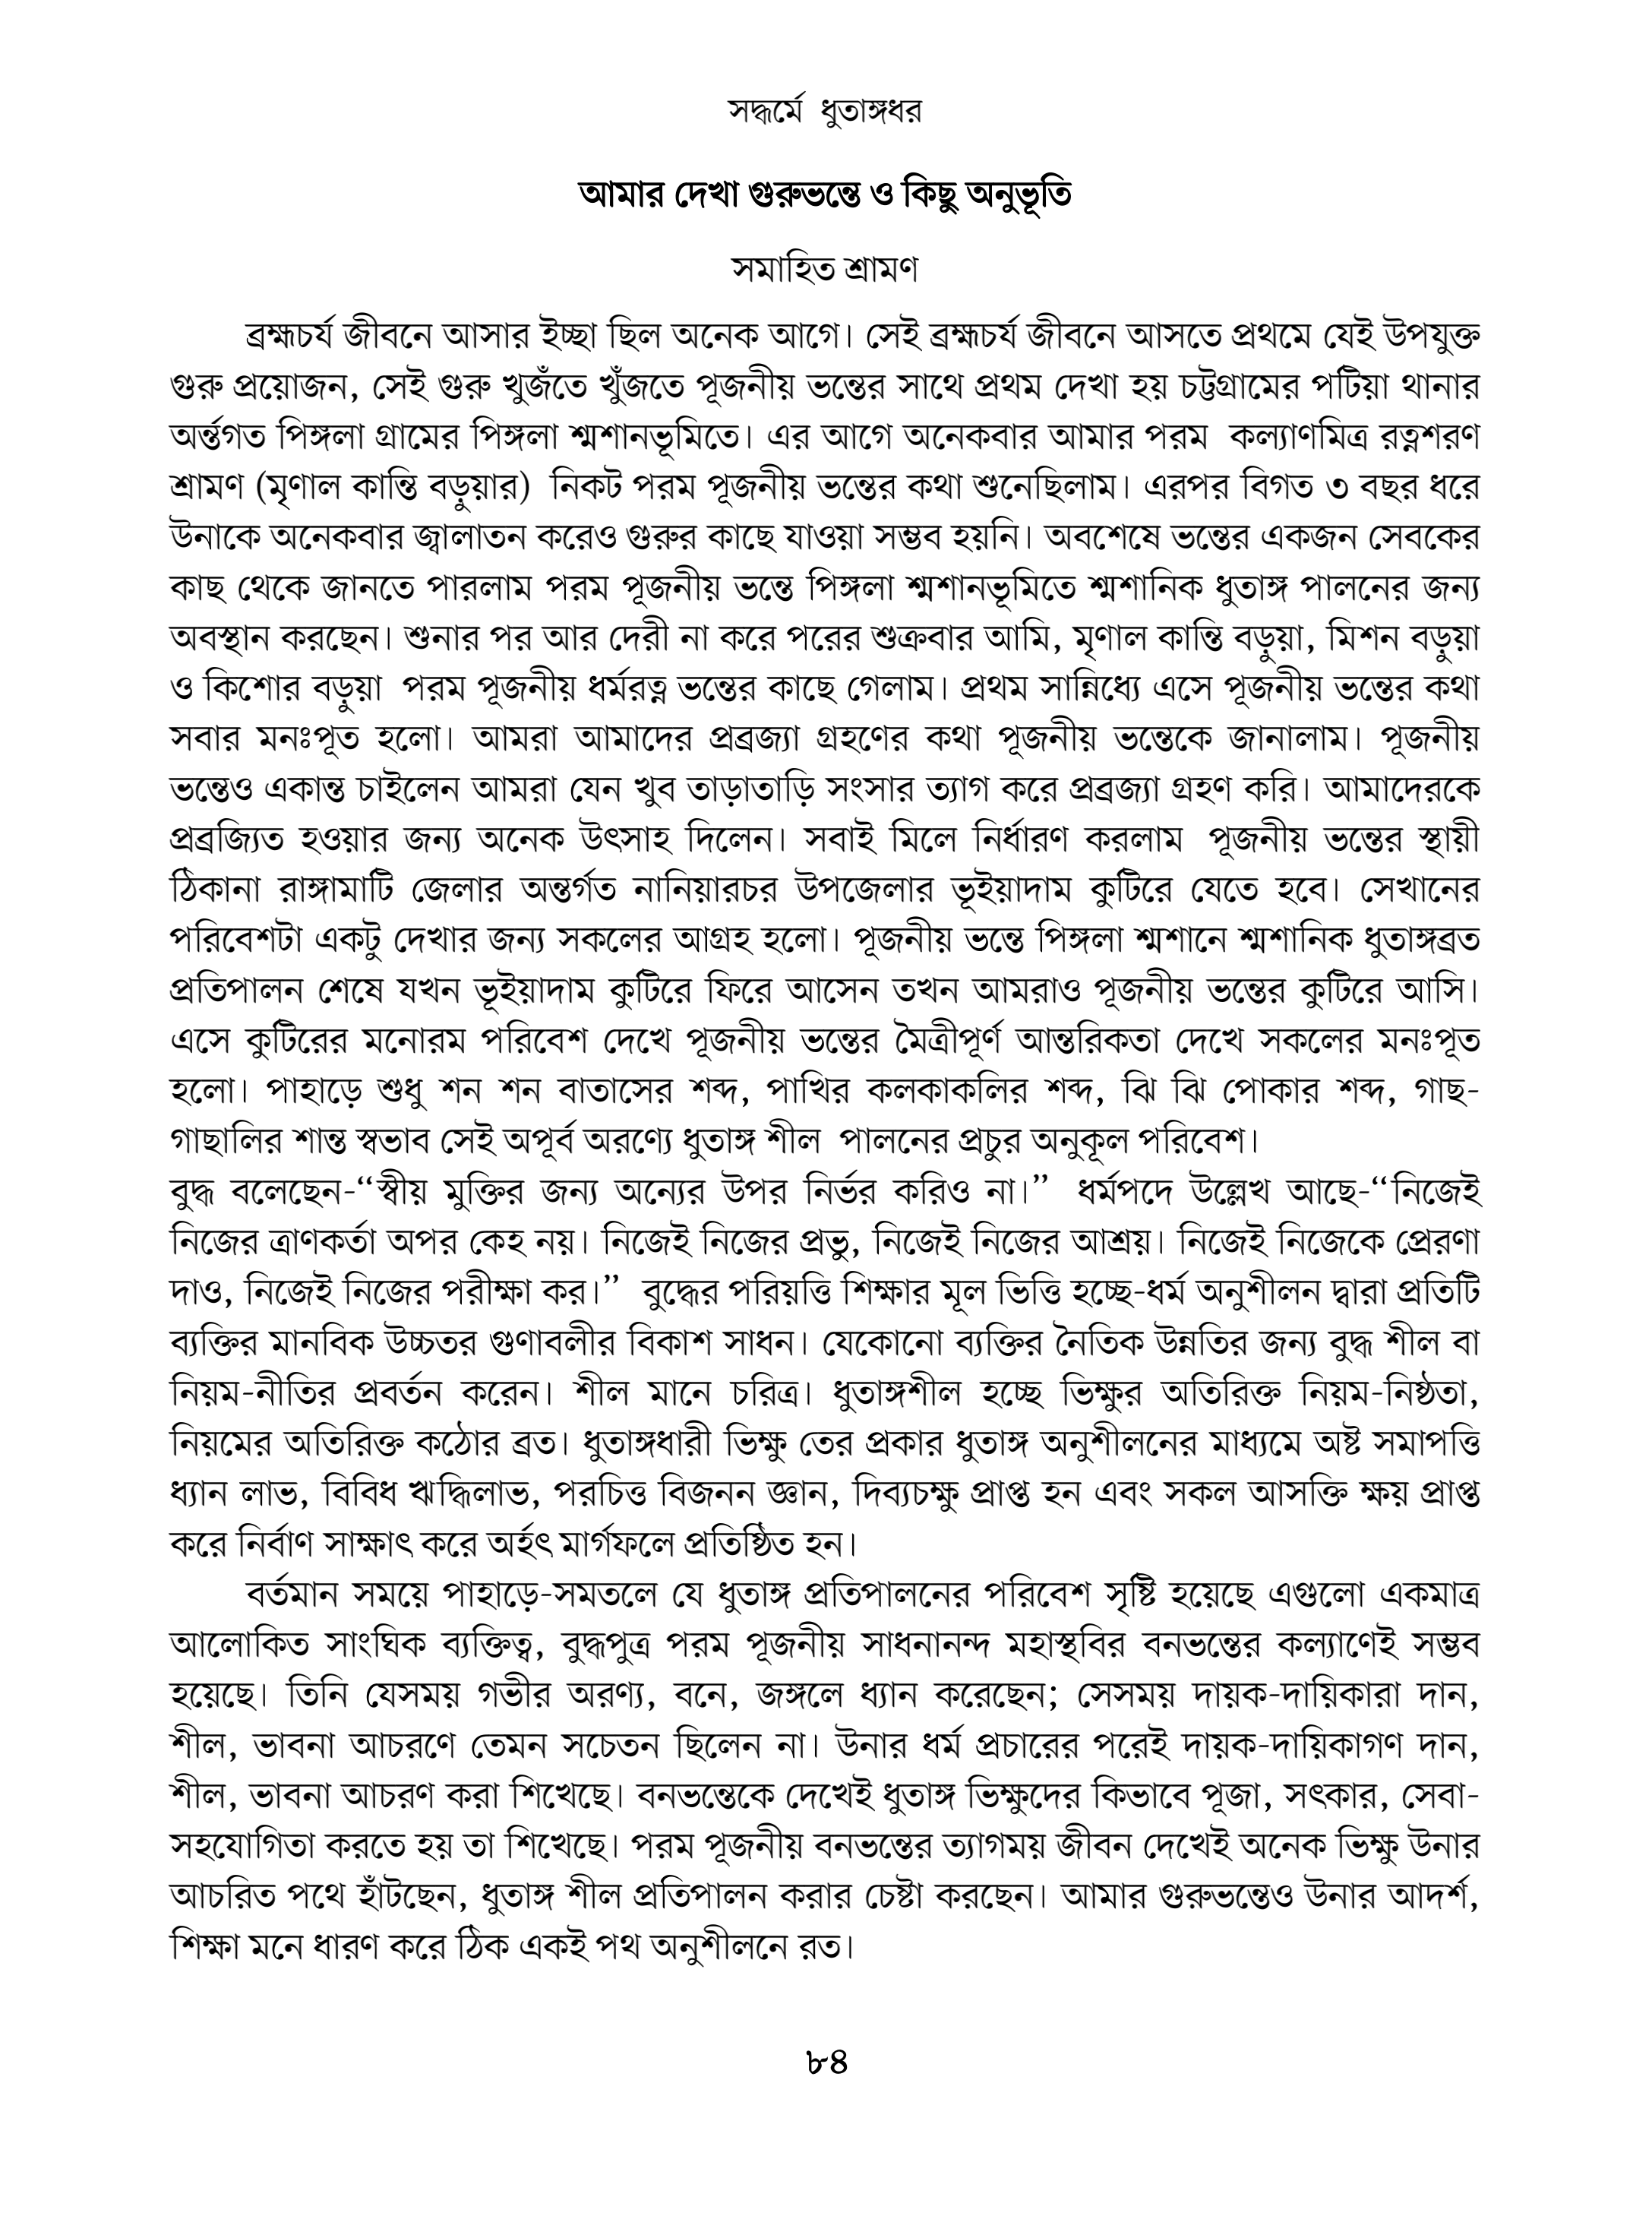 সদ্ধর্মে ধুতাঙ্গধর
আমার দেখা গুরুভন্তে ও কিছু অনুভূতি
সমাহিত শ্রামণ
ব্রহ্মচর্য জীবনে আসার ইচ্ছা ছিল অনেক আগে। সেই ব্রহ্মচর্য জীবনে আসতে প্রথমে যেই উপযুক্ত
গুরু প্রয়োজন, সেই গুরু খুজঁতে খুঁজতে পূজনীয় ভন্তের সাথে প্রথম দেখা হয় চট্টগ্রামের পটিয়া থানার
অর্ন্তগত পিঙ্গলা গ্রামের পিঙ্গলা শ্মশানভূমিতে। এর আগে অনেকবার আমার পরম কল্যাণমিত্র রত্নশরণ
শ্রামণ (মৃণাল কান্তি বড়ুয়ার) নিকট পরম পূজনীয় ভন্তের কথা শুনেছিলাম। এরপর বিগত ৩ বছর ধরে
উনাকে অনেকবার জ্বালাতন করেও গুরুর কাছে যাওয়া সম্ভব হয়নি। অবশেষে ভন্তের একজন সেবকের
কাছ থেকে জানতে পারলাম পরম পূজনীয় ভন্তে পিঙ্গলা শ্মশানভূমিতে শ্মশানিক ধুতাঙ্গ পালনের জন্য
অবস্থান করছেন। শুনার পর আর দেরী না করে পরের শুক্রবার আমি, মৃণাল কান্তি বড়ুয়া, মিশন বড়ুয়া
ও কিশোর বড়ুয়া পরম পূজনীয় ধর্মরত্ন ভন্তের কাছে গেলাম। প্রথম সান্নিধ্যে এসে পূজনীয় ভন্তের কথা
সবার মনঃপূত হলো। আমরা আমাদের প্রব্রজ্যা গ্রহণের কথা পূজনীয় ভন্তেকে জানালাম। পূজনীয়
ভন্তেও একান্ত চাইলেন আমরা যেন খুব তাড়াতাড়ি সংসার ত্যাগ করে প্রব্রজ্যা গ্রহণ করি। আমাদেরকে
প্রব্রজ্যিত হওয়ার জন্য অনেক উৎসাহ দিলেন। সবাই মিলে নির্ধারণ করলাম পূজনীয় ভন্তের স্থায়ী
ঠিকানা রাঙ্গামাটি জেলার অন্তর্গত নানিয়ারচর উপজেলার ভূইয়াদাম কুটিরে যেতে হবে। সেখানের
পরিবেশটা একটু দেখার জন্য সকলের আগ্রহ হলো। পূজনীয় ভন্তে পিঙ্গলা শ্মশানে শ্মশানিক ধুতাঙ্গব্রত
প্রতিপালন শেষে যখন ভূইয়াদাম কুটিরে ফিরে আসেন তখন আমরাও পূজনীয় ভন্তের কুটিরে আসি।
এসে কুটিরের মনোরম পরিবেশ দেখে পূজনীয় ভন্তের মৈত্রীপূর্ণ আন্তরিকতা দেখে সকলের মনঃপূত
হলো। পাহাড়ে শুধু শন শন বাতাসের শব্দ, পাখির কলকাকলির শব্দ, ঝি ঝি পোকার শব্দ, গাছ-
গাছালির শান্ত স্বভাব সেই অপূর্ব অরণ্যে ধুতাঙ্গ শীল পালনের প্রচুর অনুকূল পরিবেশ।
বুদ্ধ বলেছেন-“স্বীয় মুক্তির জন্য অন্যের উপর নির্ভর করিও না।” ধর্মপদে উল্লেখ আছে-“নিজেই
নিজের ত্রাণকর্তা অপর কেহ নয়। নিজেই নিজের প্রভু, নিজেই নিজের আশ্রয়। নিজেই নিজেকে প্রেরণা
দাও, নিজেই নিজের পরীক্ষা কর।” বুদ্ধের পরিয়ত্তি শিক্ষার মূল ভিত্তি হচ্ছে-ধর্ম অনুশীলন দ্বারা প্রতিটি
ব্যক্তির মানবিক উচ্চতর গুণাবলীর বিকাশ সাধন। যেকোনো ব্যক্তির নৈতিক উন্নতির জন্য বুদ্ধ শীল বা
নিয়ম-নীতির প্রবর্তন করেন। শীল মানে চরিত্র। ধুতাঙ্গশীল হচ্ছে ভিক্ষুর অতিরিক্ত নিয়ম-নিষ্ঠতা,
নিয়মের অতিরিক্ত কঠোর ব্রত। ধুতাঙ্গধারী ভিক্ষু তের প্রকার ধুতাঙ্গ অনুশীলনের মাধ্যমে অষ্ট সমাপত্তি
ধ্যান লাভ, বিবিধ ঋদ্ধিলাভ, পরচিত্ত বিজনন জ্ঞান, দিব্যচক্ষু প্রাপ্ত হন এবং সকল আসক্তি ক্ষয় প্রাপ্ত
করে নির্বাণ সাক্ষাৎ করে অর্হৎ মার্গফলে প্রতিষ্ঠিত হন।
বর্তমান সময়ে পাহাড়ে-সমতলে যে ধুতাঙ্গ প্রতিপালনের পরিবেশ সৃষ্টি হয়েছে এগুলো একমাত্র
আলোকিত সাংঘিক ব্যক্তিত্ব, বুদ্ধপুত্র পরম পূজনীয় সাধনানন্দ মহাস্থবির বনভন্তের কল্যাণেই সম্ভব
হয়েছে। তিনি যেসময় গভীর অরণ্য, বনে, জঙ্গলে ধ্যান করেছেন; সেসময় দায়ক-দায়িকারা দান,
শীল, ভাবনা আচরণে তেমন সচেতন ছিলেন না। উনার ধর্ম প্রচারের পরেই দায়ক-দায়িকাগণ দান,
শীল, ভাবনা আচরণ করা শিখেছে। বনভন্তেকে দেখেই ধুতাঙ্গ ভিক্ষুদের কিভাবে পূজা, সৎকার, সেবা-
সহযোগিতা করতে হয় তা শিখেছে। পরম পূজনীয় বনভন্তের ত্যাগময় জীবন দেখেই অনেক ভিক্ষু উনার
আচরিত পথে হাঁটছেন, ধুতাঙ্গ শীল প্রতিপালন করার চেষ্টা করছেন। আমার গুরুভন্তেও উনার আদর্শ,
শিক্ষা মনে ধারণ করে ঠিক একই পথ অনুশীলনে রত।
৮৪